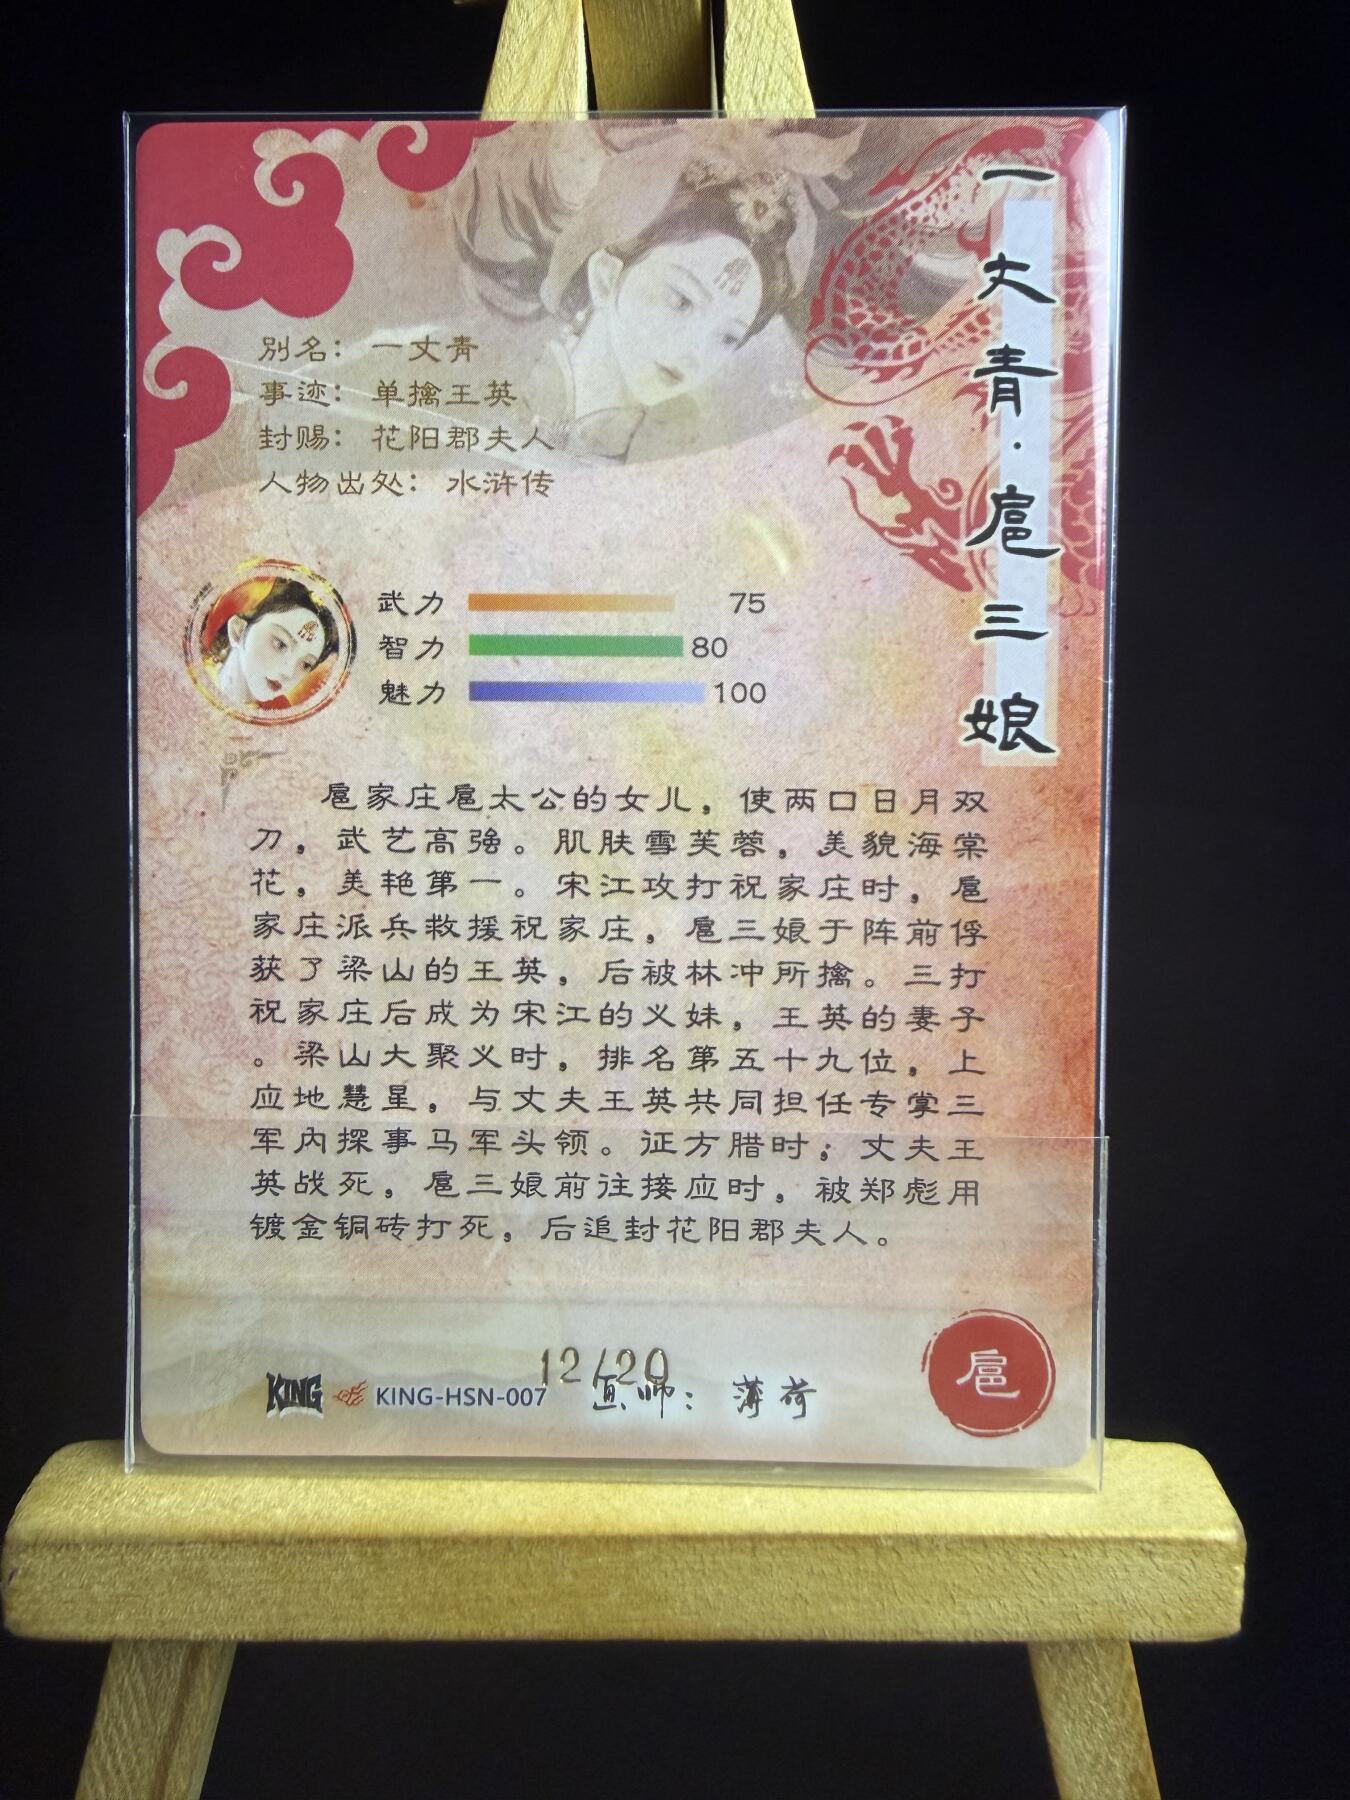 一丈青·扈三娘
别名：一丈青
事迹：单擒王英
封赐：花阳郡夫人
人物出处：水浒传
武力 75
智力 80
魅力 100
扈家庄扈太公的女儿，使两口日月双
刀，武艺高强。肌肤雪芙蓉，美貌海棠
花，美艳第一。宋江攻打祝家庄时，扈
家庄派兵救援祝家庄，扈三娘于阵前俘
获了梁山的王英，后被林冲所擒。三打
祝家庄后成为宋江的义妹，王英的妻子
。梁山大聚义时，排名第五十九位，上
应地慧星，与丈夫王英共同担任专掌三
军内探事马军头领。征方腊时；丈夫王
英战死，扈三娘前往接应时，被郑彪用
镀金铜砖打死，后追封花阳郡夫人。
12/20
KING KING-HSN-007 画师：薄荷
扈